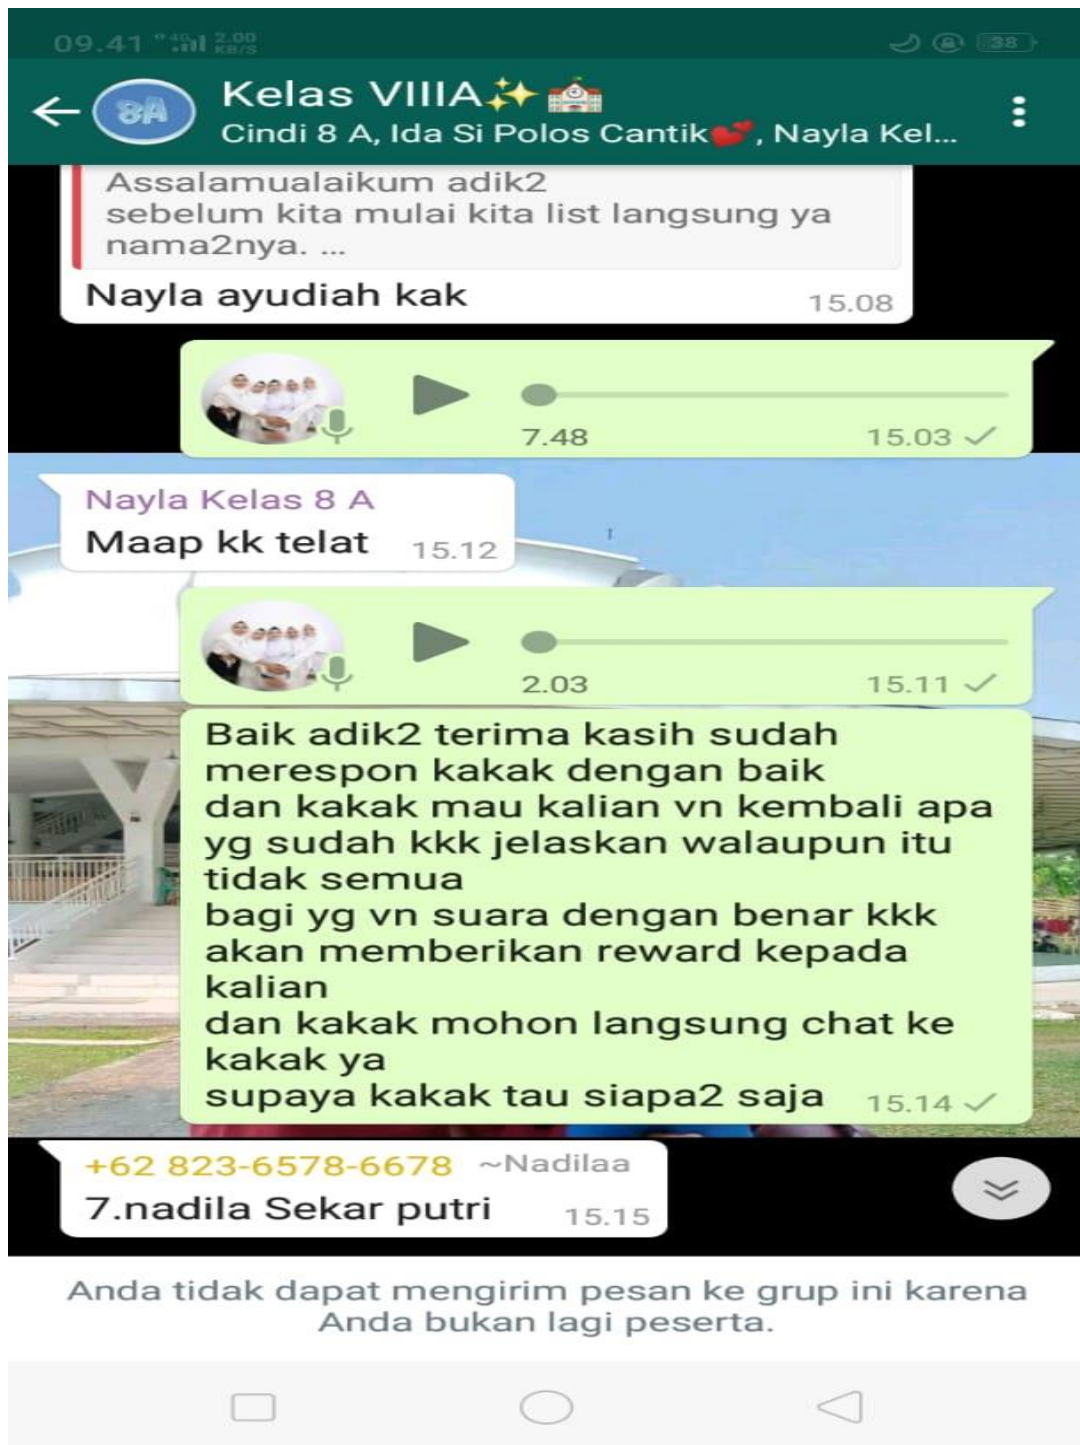 09.41 " 4G 2.00 KB/S 38
8A
Kelas VIIIA✨🏫
Cindi 8 A, Ida Si Polos Cantik💕, Nayla Kel...
Assalamualaikum adik2
sebelum kita mulai kita list langsung ya
nama2nya. ...
Nayla ayudiah kak 15.08
7.48 15.03
Nayla Kelas 8 A
Maap kk telat 15.12
2.03 15.11
Baik adik2 terima kasih sudah
merespon kakak dengan baik
dan kakak mau kalian vn kembali apa
yg sudah kkk jelaskan walaupun itu
tidak semua
bagi yg vn suara dengan benar kkk
akan memberikan reward kepada
kalian
dan kakak mohon langsung chat ke
kakak ya
supaya kakak tau siapa2 saja 15.14
+62 823-6578-6678 ~Nadilaa
7.nadila Sekar putri 15.15
Anda tidak dapat mengirim pesan ke grup ini karena
Anda bukan lagi peserta.